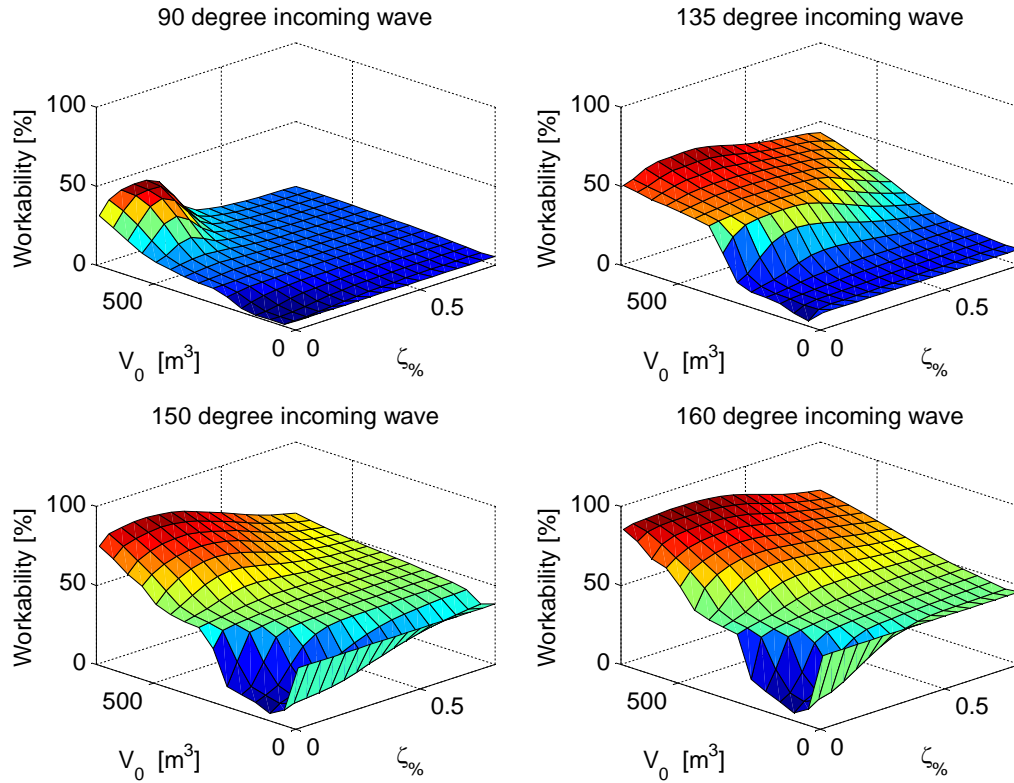 90 degree incoming wave
Workability [%]
100
50
0
500
0
V₀ [m³]
0
0.5
ζ%
135 degree incoming wave
Workability [%]
100
50
0
500
0
V₀ [m³]
0
0.5
ζ%
150 degree incoming wave
Workability [%]
100
50
0
500
0
V₀ [m³]
0
0.5
ζ%
160 degree incoming wave
Workability [%]
100
50
0
500
0
V₀ [m³]
0
0.5
ζ%